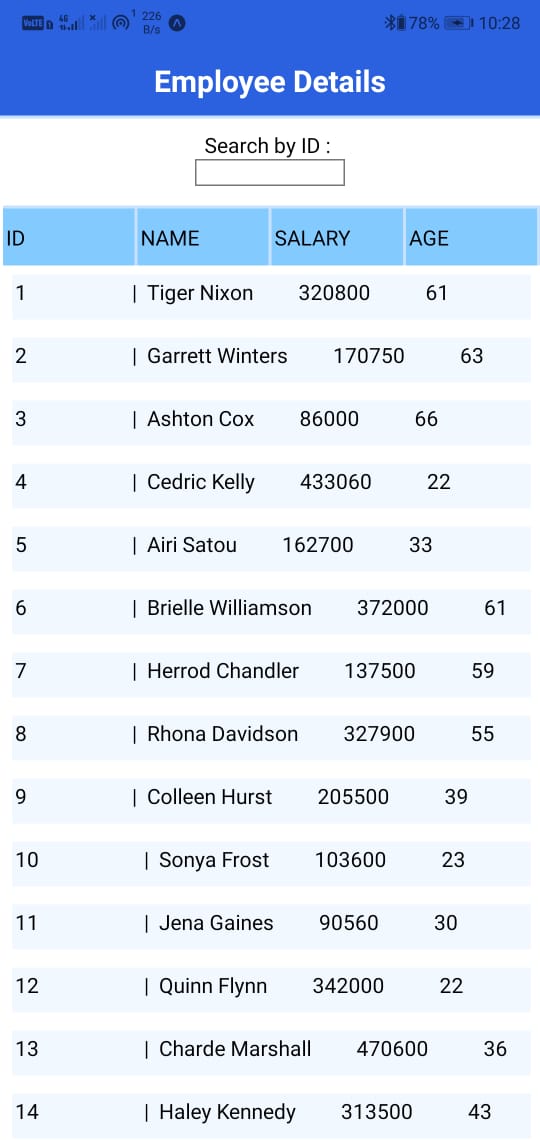 VoLTE 4G 1 226 B/s 78% 10:28
Employee Details
Search by ID :
ID NAME SALARY AGE
1 | Tiger Nixon 320800 61
2 | Garrett Winters 170750 63
3 | Ashton Cox 86000 66
4 | Cedric Kelly 433060 22
5 | Airi Satou 162700 33
6 | Brielle Williamson 372000 61
7 | Herrod Chandler 137500 59
8 | Rhona Davidson 327900 55
9 | Colleen Hurst 205500 39
10 | Sonya Frost 103600 23
11 | Jena Gaines 90560 30
12 | Quinn Flynn 342000 22
13 | Charde Marshall 470600 36
14 | Haley Kennedy 313500 43